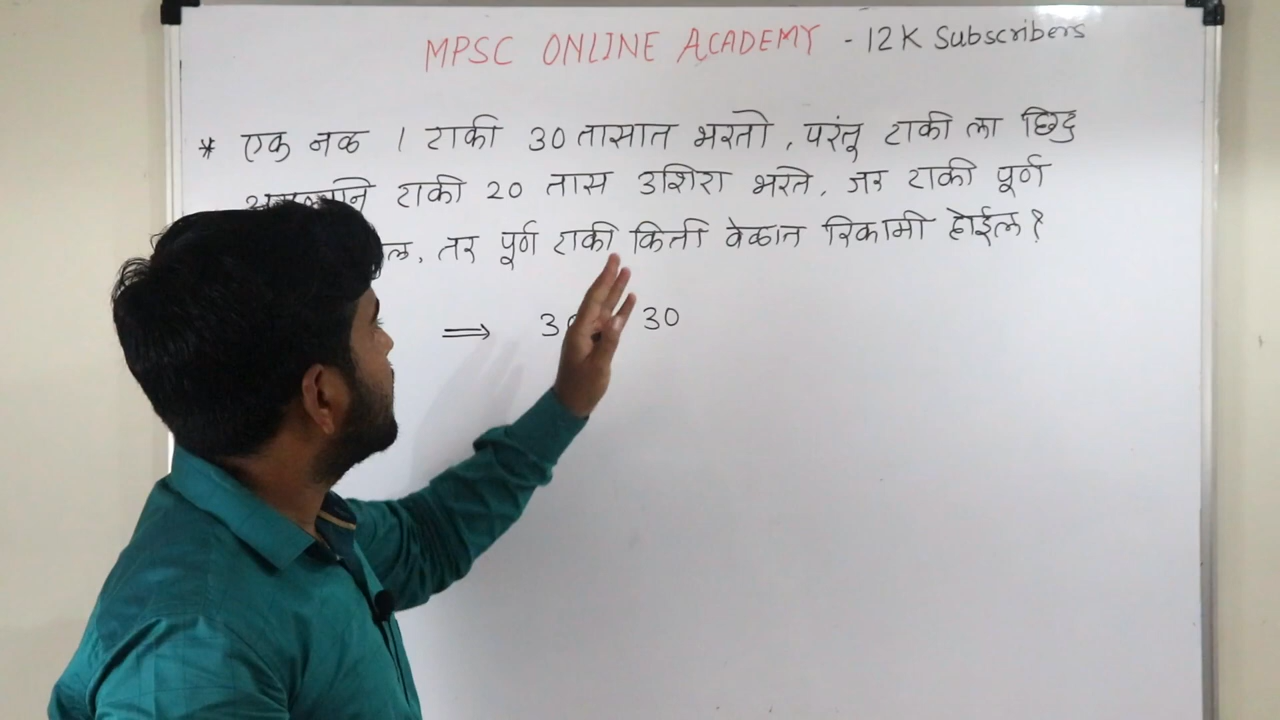 MPSC ONLINE ACADEMY - 12K Subscribers
* एक नळ 1 टाकी 30 तासात भरतो, परंतू टाकी ला छिद्र
टाकी 20 तास उशिरा भरते, जर टाकी पूर्ण
तर पूर्ण टाकी किती वेळात रिकामी होईल?
⇒ 30